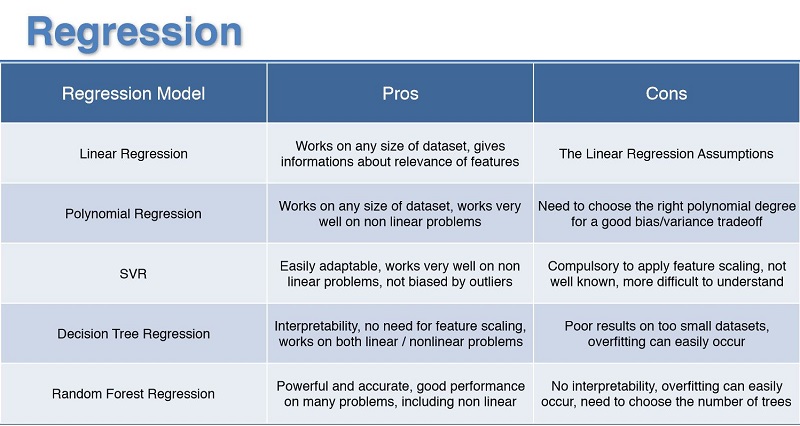 Regression
Regression Model
Pros
Cons
Linear Regression
Works on any size of dataset, gives
informations about relevance of features
The Linear Regression Assumptions
Polynomial Regression
Works on any size of dataset, works very
well on non linear problems
Need to choose the right polynomial degree
for a good bias/variance tradeoff
SVR
Easily adaptable, works very well on non
linear problems, not biased by outliers
Compulsory to apply feature scaling, not
well known, more difficult to understand
Decision Tree Regression
Interpretability, no need for feature scaling,
works on both linear / nonlinear problems
Poor results on too small datasets,
overfitting can easily occur
Random Forest Regression
Powerful and accurate, good performance
on many problems, including non linear
No interpretability, overfitting can easily
occur, need to choose the number of trees